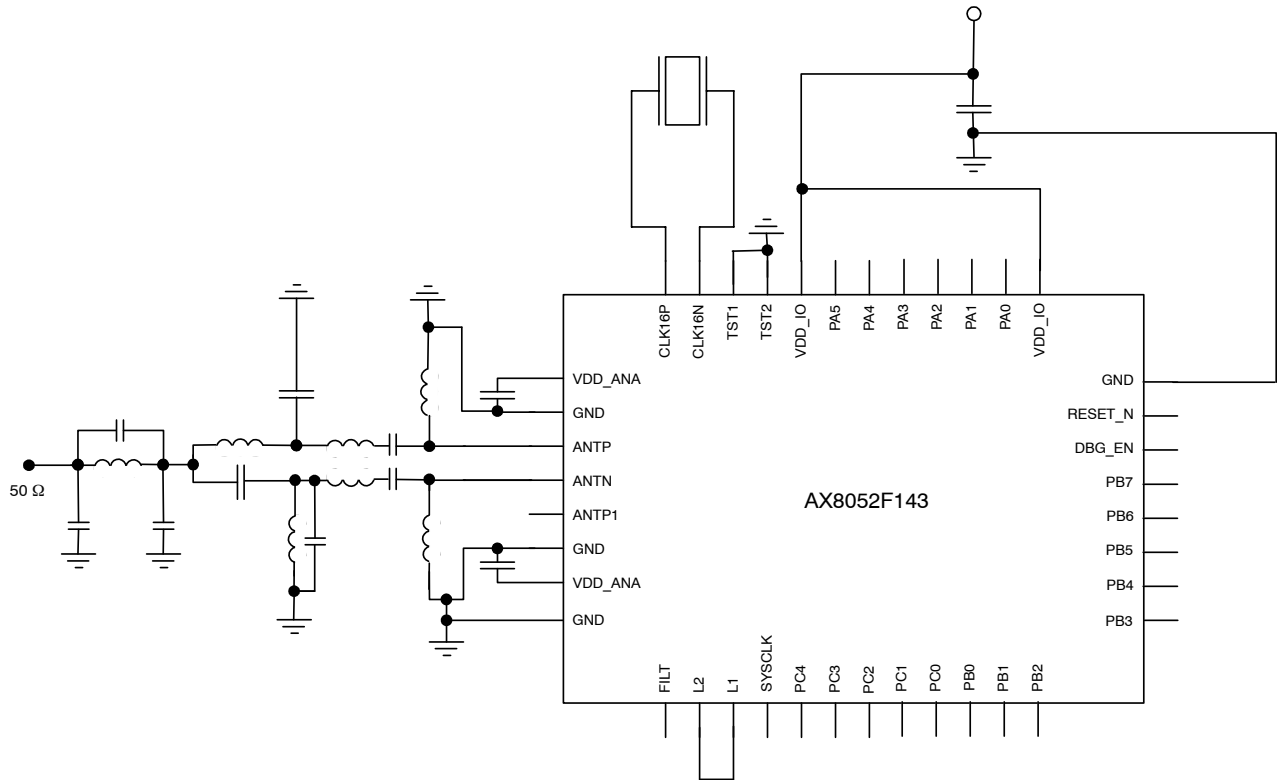 CLK16P
CLK16N
TST1
TST2
VDD_IO
PA5
PA4
PA3
PA2
PA1
PA0
VDD_IO
VDD_ANA
GND
ANTP
ANTN
ANTP1
GND
VDD_ANA
GND
50 Ω
AX8052F143
GND
RESET_N
DBG_EN
PB7
PB6
PB5
PB4
PB3
FILT
L2
L1
SYSCLK
PC4
PC3
PC2
PC1
PC0
PB0
PB1
PB2